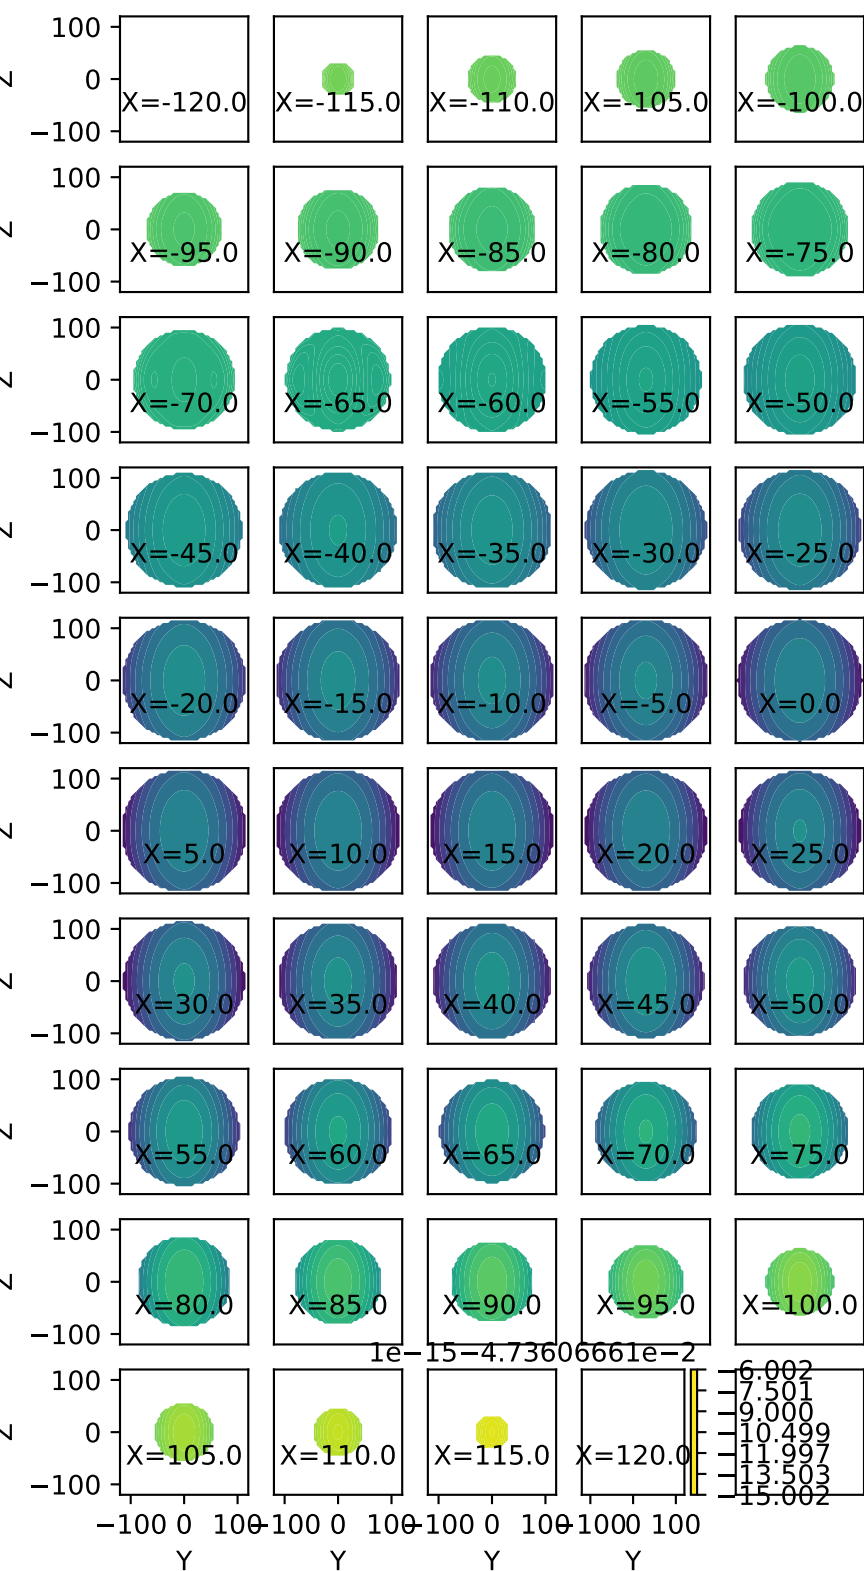 100
0
−100
Z
X=-120.0
X=-115.0
X=-110.0
X=-105.0
X=-100.0
100
0
−100
Z
X=-95.0
X=-90.0
X=-85.0
X=-80.0
X=-75.0
100
0
−100
Z
X=-70.0
X=-65.0
X=-60.0
X=-55.0
X=-50.0
100
0
−100
Z
X=-45.0
X=-40.0
X=-35.0
X=-30.0
X=-25.0
100
0
−100
Z
X=-20.0
X=-15.0
X=-10.0
X=-5.0
X=0.0
100
0
−100
Z
X=5.0
X=10.0
X=15.0
X=20.0
X=25.0
100
0
−100
Z
X=30.0
X=35.0
X=40.0
X=45.0
X=50.0
100
0
−100
Z
X=55.0
X=60.0
X=65.0
X=70.0
X=75.0
100
0
−100
Z
X=80.0
X=85.0
X=90.0
X=95.0
X=100.0
1e−15−4.73606661e−2
100
0
−100
Z
X=105.0
X=110.0
X=115.0
X=120.0
−6.002
−7.501
−9.000
−10.499
−11.997
−13.503
−15.002
−100 0 100
−100 0 100
−100 0 100
−100 0 100
Y
Y
Y
Y